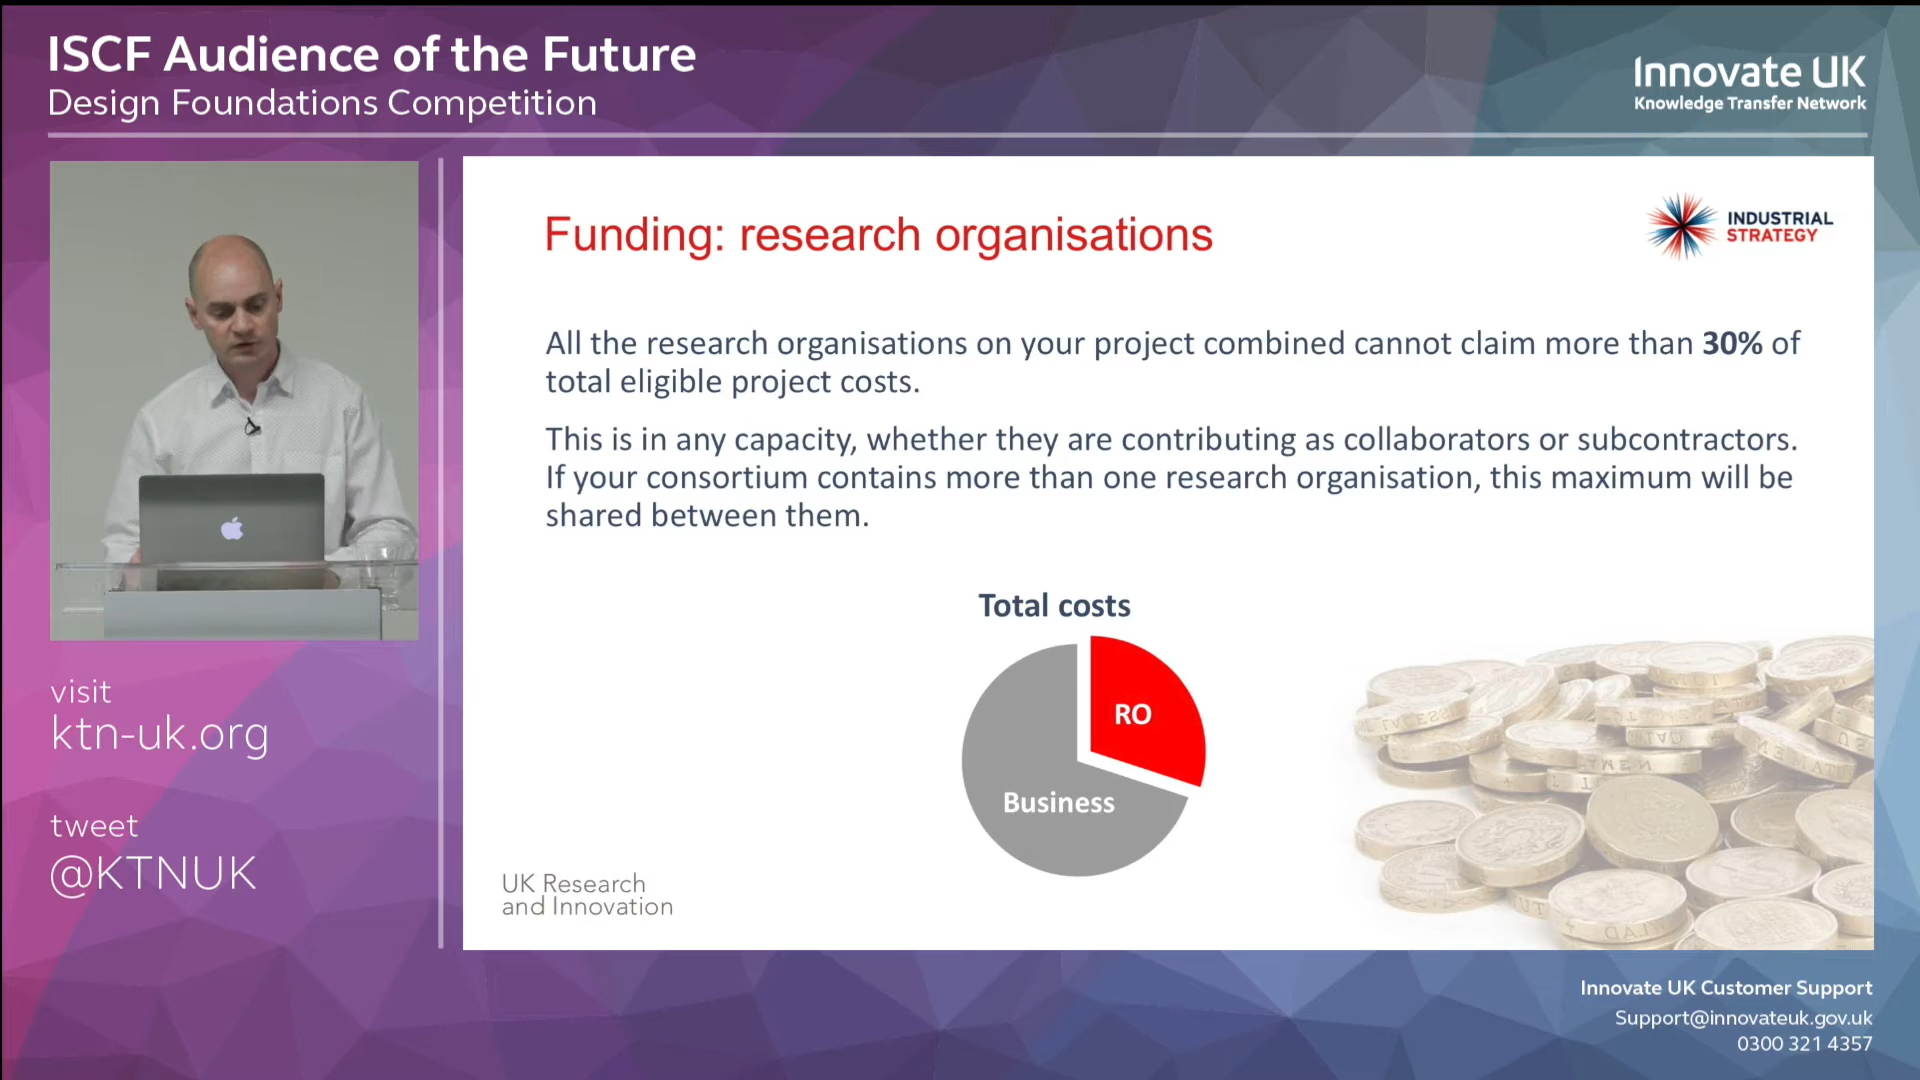 ISCF Audience of the Future
Design Foundations Competition
Innovate UK
Knowledge Transfer Network
Funding: research organisations
INDUSTRIAL
STRATEGY
All the research organisations on your project combined cannot claim more than 30% of
total eligible project costs.
This is in any capacity, whether they are contributing as collaborators or subcontractors.
If your consortium contains more than one research organisation, this maximum will be
shared between them.
Total costs
RO
Business
UK Research
and Innovation
visit
ktn-uk.org
tweet
@KTNUK
Innovate UK Customer Support
Support@innovateuk.gov.uk
0300 321 4357